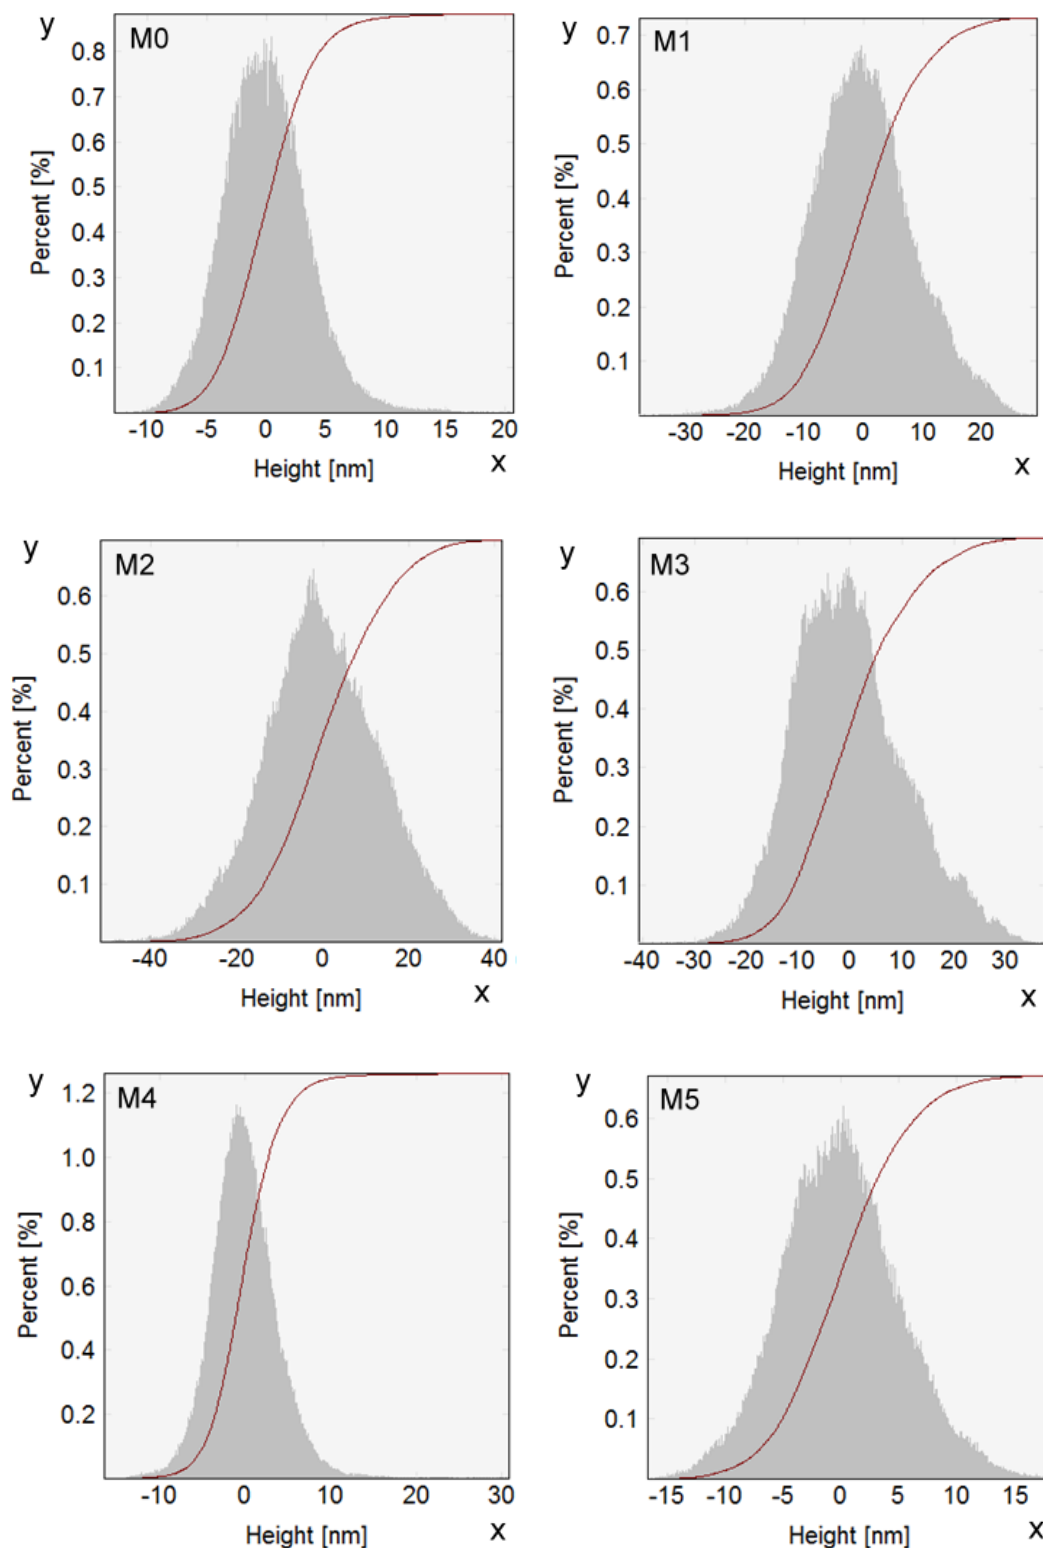 y
M0
0.8
0.7
0.6
0.5
0.4
0.3
0.2
0.1
Percent [%]
-10 -5 0 5 10 15 20
Height [nm]
x
y
M1
0.7
0.6
0.5
0.4
0.3
0.2
0.1
Percent [%]
-30 -20 -10 0 10 20
Height [nm]
x
y
M2
0.6
0.5
0.4
0.3
0.2
0.1
Percent [%]
-40 -20 0 20 40
Height [nm]
x
y
M3
0.6
0.5
0.4
0.3
0.2
0.1
Percent [%]
-40 -30 -20 -10 0 10 20 30
Height [nm]
x
y
M4
1.2
1.0
0.8
0.6
0.4
0.2
Percent [%]
-10 0 10 20 30
Height [nm]
x
y
M5
0.6
0.5
0.4
0.3
0.2
0.1
Percent [%]
-15 -10 -5 0 5 10 15
Height [nm]
x